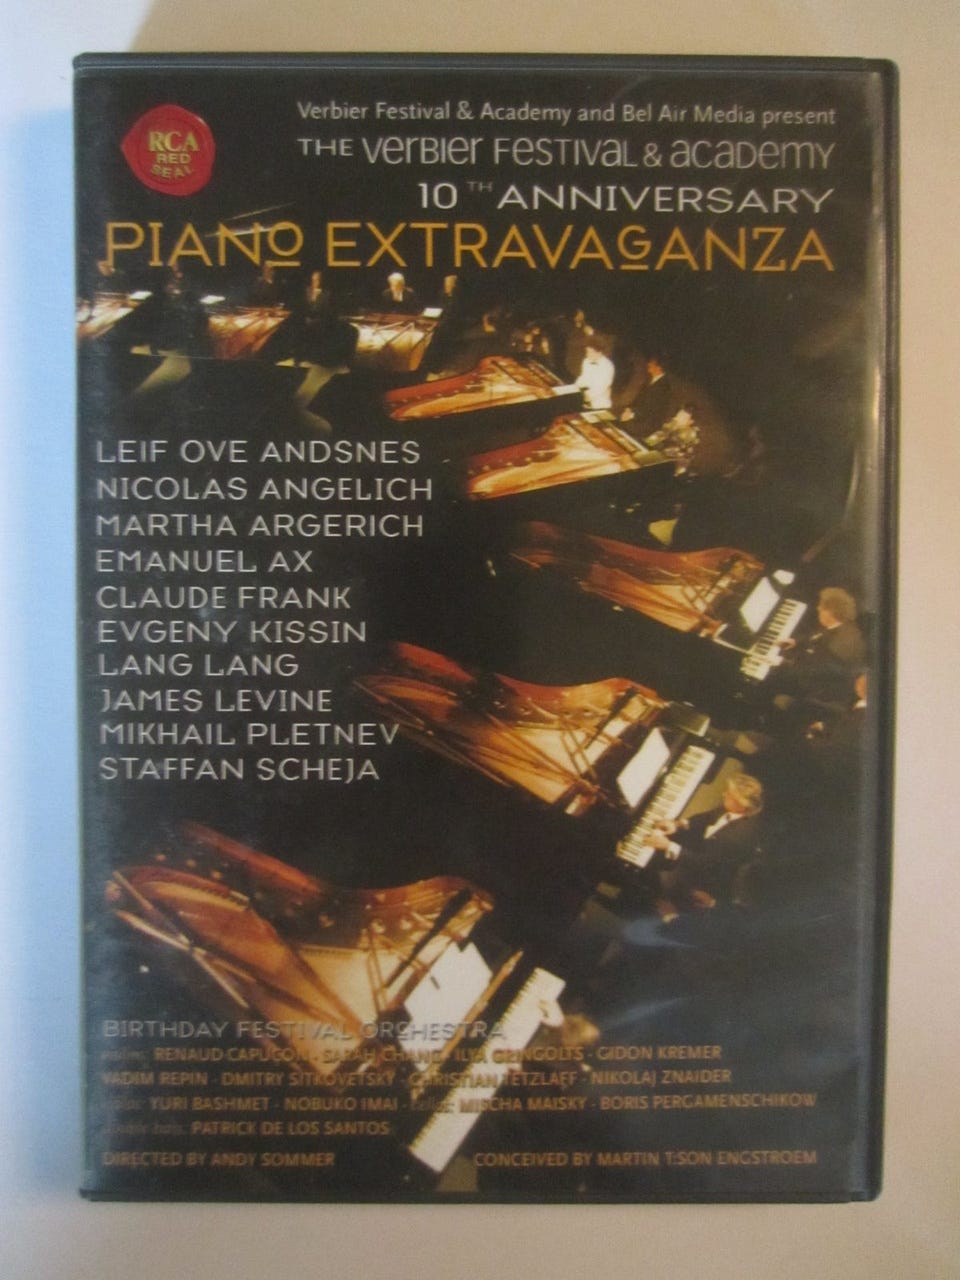 RCA
RED
SEAL
Verbier Festival & Academy and Bel Air Media present
THE VERBIER FESTIVAL & ACADEMY
10TH ANNIVERSARY
PIANO EXTRAVAGANZA
LEIF OVE ANDSNES
NICOLAS ANGELICH
MARTHA ARGERICH
EMANUEL AX
CLAUDE FRANK
EVGENY KISSIN
LANG LANG
JAMES LEVINE
MIKHAIL PLETNEV
STAFFAN SCHEJA
BIRTHDAY FESTIVAL ORCHESTRA
RENAUD CAPUÇON · SARAH CHANG · ILYA GRINGOLTS · GIDON KREMER
VADIM REPIN · DMITRY SITKOVETSKY · CHRISTIAN TETZLAFF · NIKOLAJ ZNAIDER
YURI BASHMET · NOBUKO IMAI · MISCHA MAISKY · BORIS PERGAMENSCHIKOW
PATRICK DE LOS SANTOS
DIRECTED BY ANDY SOMMER CONCEIVED BY MARTIN T:SON ENGSTROEM